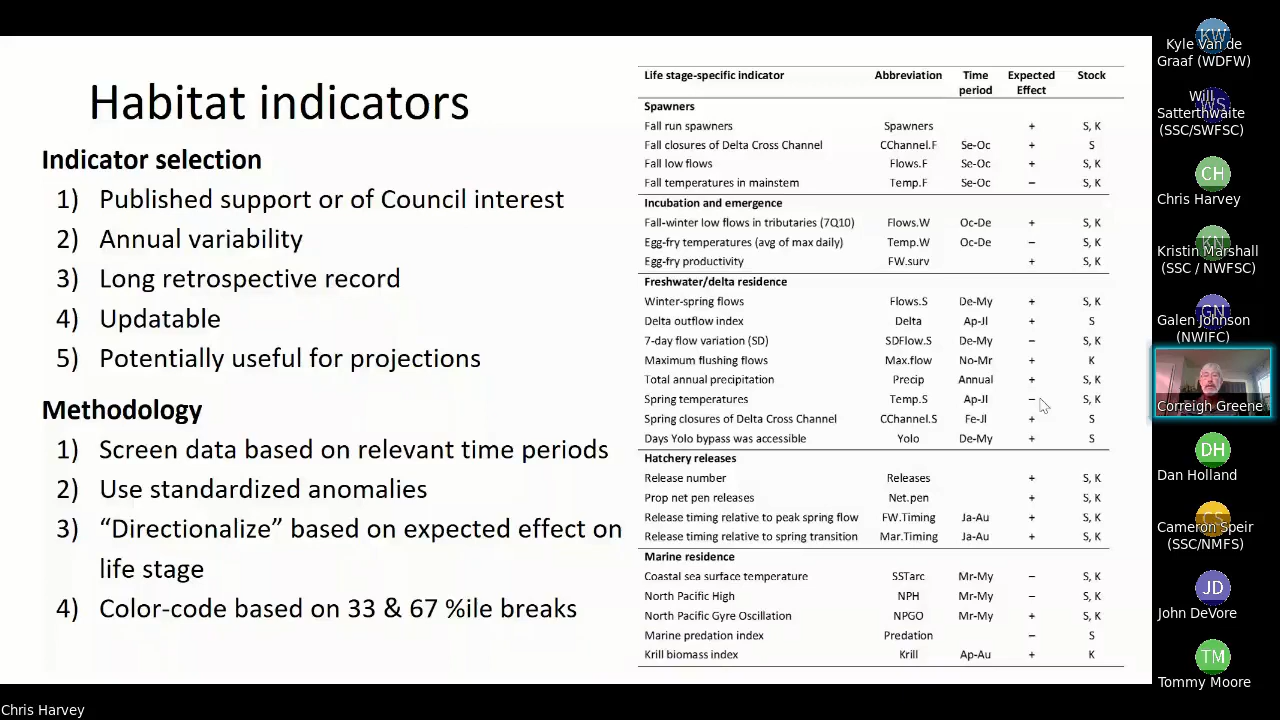 Habitat indicators
Indicator selection
1) Published support or of Council interest
2) Annual variability
3) Long retrospective record
4) Updatable
5) Potentially useful for projections
Methodology
1) Screen data based on relevant time periods
2) Use standardized anomalies
3) “Directionalize” based on expected effect on
life stage
4) Color-code based on 33 & 67 %ile breaks
Life stage-specific indicator Abbreviation Time period Expected Effect Stock
Spawners
Fall run spawners Spawners + S, K
Fall closures of Delta Cross Channel CChannel.F Se-Oc + S
Fall low flows Flows.F Se-Oc + S, K
Fall temperatures in mainstem Temp.F Se-Oc – S, K
Incubation and emergence
Fall-winter low flows in tributaries (7Q10) Flows.W Oc-De + S, K
Egg-fry temperatures (avg of max daily) Temp.W Oc-De – S, K
Egg-fry productivity FW.surv + S, K
Freshwater/delta residence
Winter-spring flows Flows.S De-My + S, K
Delta outflow index Delta Ap-Jl + S
7-day flow variation (SD) SDFlow.S De-My – S, K
Maximum flushing flows Max.flow No-Mr + K
Total annual precipitation Precip Annual + S, K
Spring temperatures Temp.S Ap-Jl – S, K
Spring closures of Delta Cross Channel CChannel.S Fe-Jl + S
Days Yolo bypass was accessible Yolo De-My + S
Hatchery releases
Release number Releases + S, K
Prop net pen releases Net.pen + S, K
Release timing relative to peak spring flow FW.Timing Ja-Au + S, K
Release timing relative to spring transition Mar.Timing Ja-Au + S, K
Marine residence
Coastal sea surface temperature SSTarc Mr-My – S, K
North Pacific High NPH Mr-My – S, K
North Pacific Gyre Oscillation NPGO Mr-My + S, K
Marine predation index Predation – S
Krill biomass index Krill Ap-Au + K
KW
Kyle Van de
Graaf (WDFW)
WS
Will
Satterthwaite
(SSC/SWFSC)
CH
Chris Harvey
KN
Kristin Marshall
(SSC / NWFSC)
GN
Galen Johnson
(NWIFC)
Correigh Greene
DH
Dan Holland
CS
Cameron Speir
(SSC/NMFS)
JD
John DeVore
TM
Tommy Moore
Chris Harvey